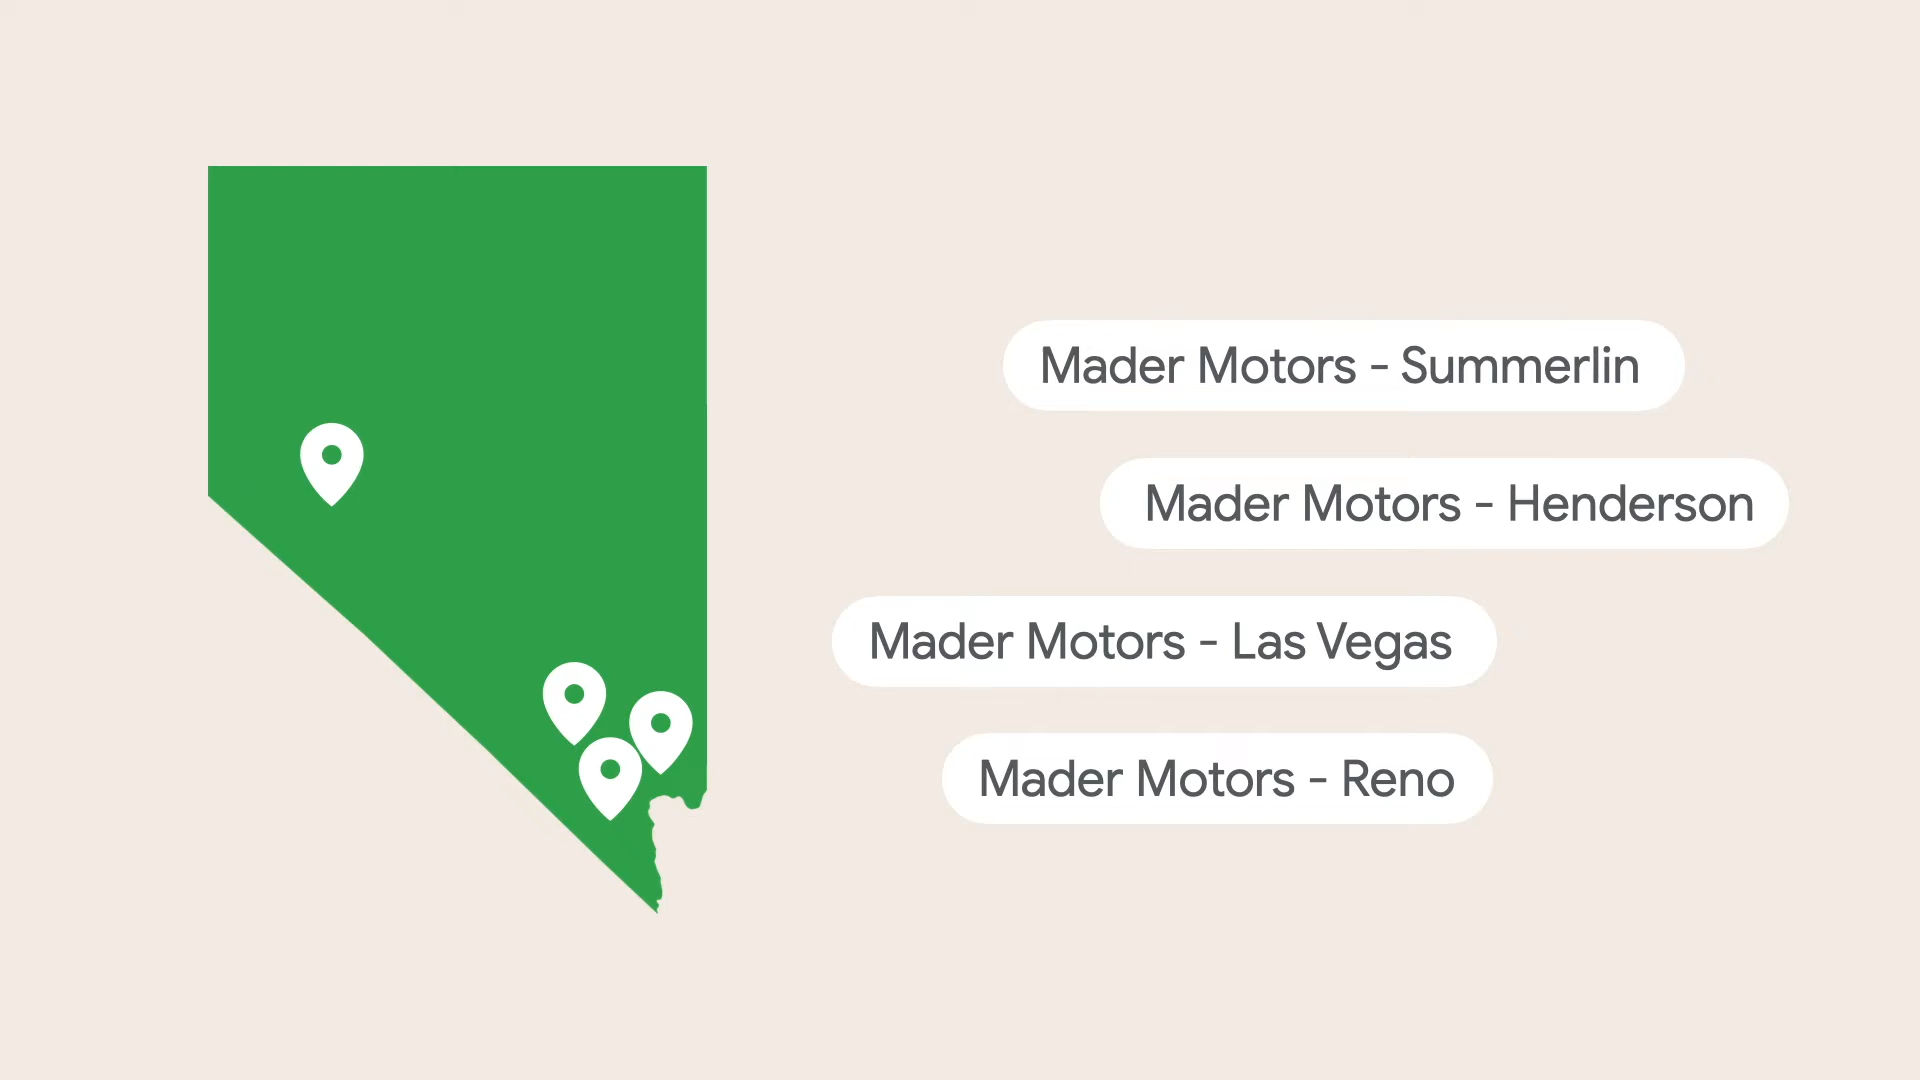 Mader Motors - Summerlin
Mader Motors - Henderson
Mader Motors - Las Vegas
Mader Motors - Reno